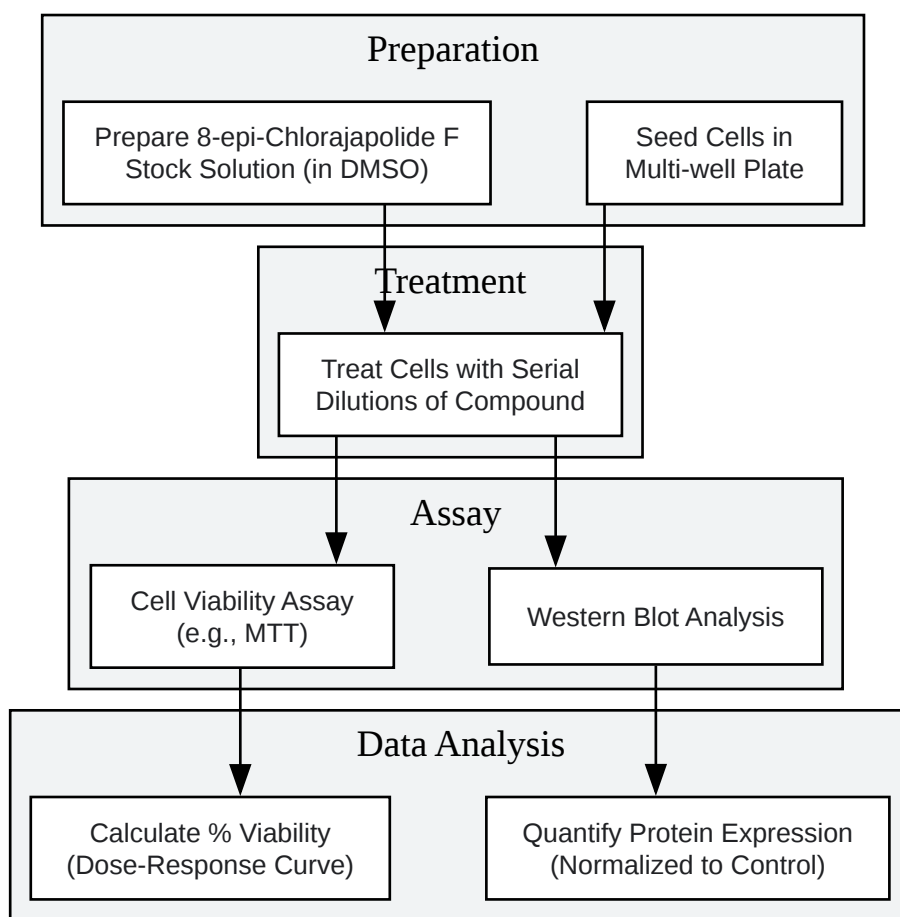 Preparation
Prepare 8-epi-Chlorajapolide F
Stock Solution (in DMSO)
Seed Cells in
Multi-well Plate
Treatment
Treat Cells with Serial
Dilutions of Compound
Assay
Cell Viability Assay
(e.g., MTT)
Western Blot Analysis
Data Analysis
Calculate % Viability
(Dose-Response Curve)
Quantify Protein Expression
(Normalized to Control)